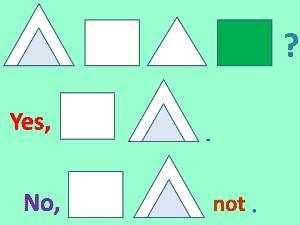 ?
Yes, .
No, not .